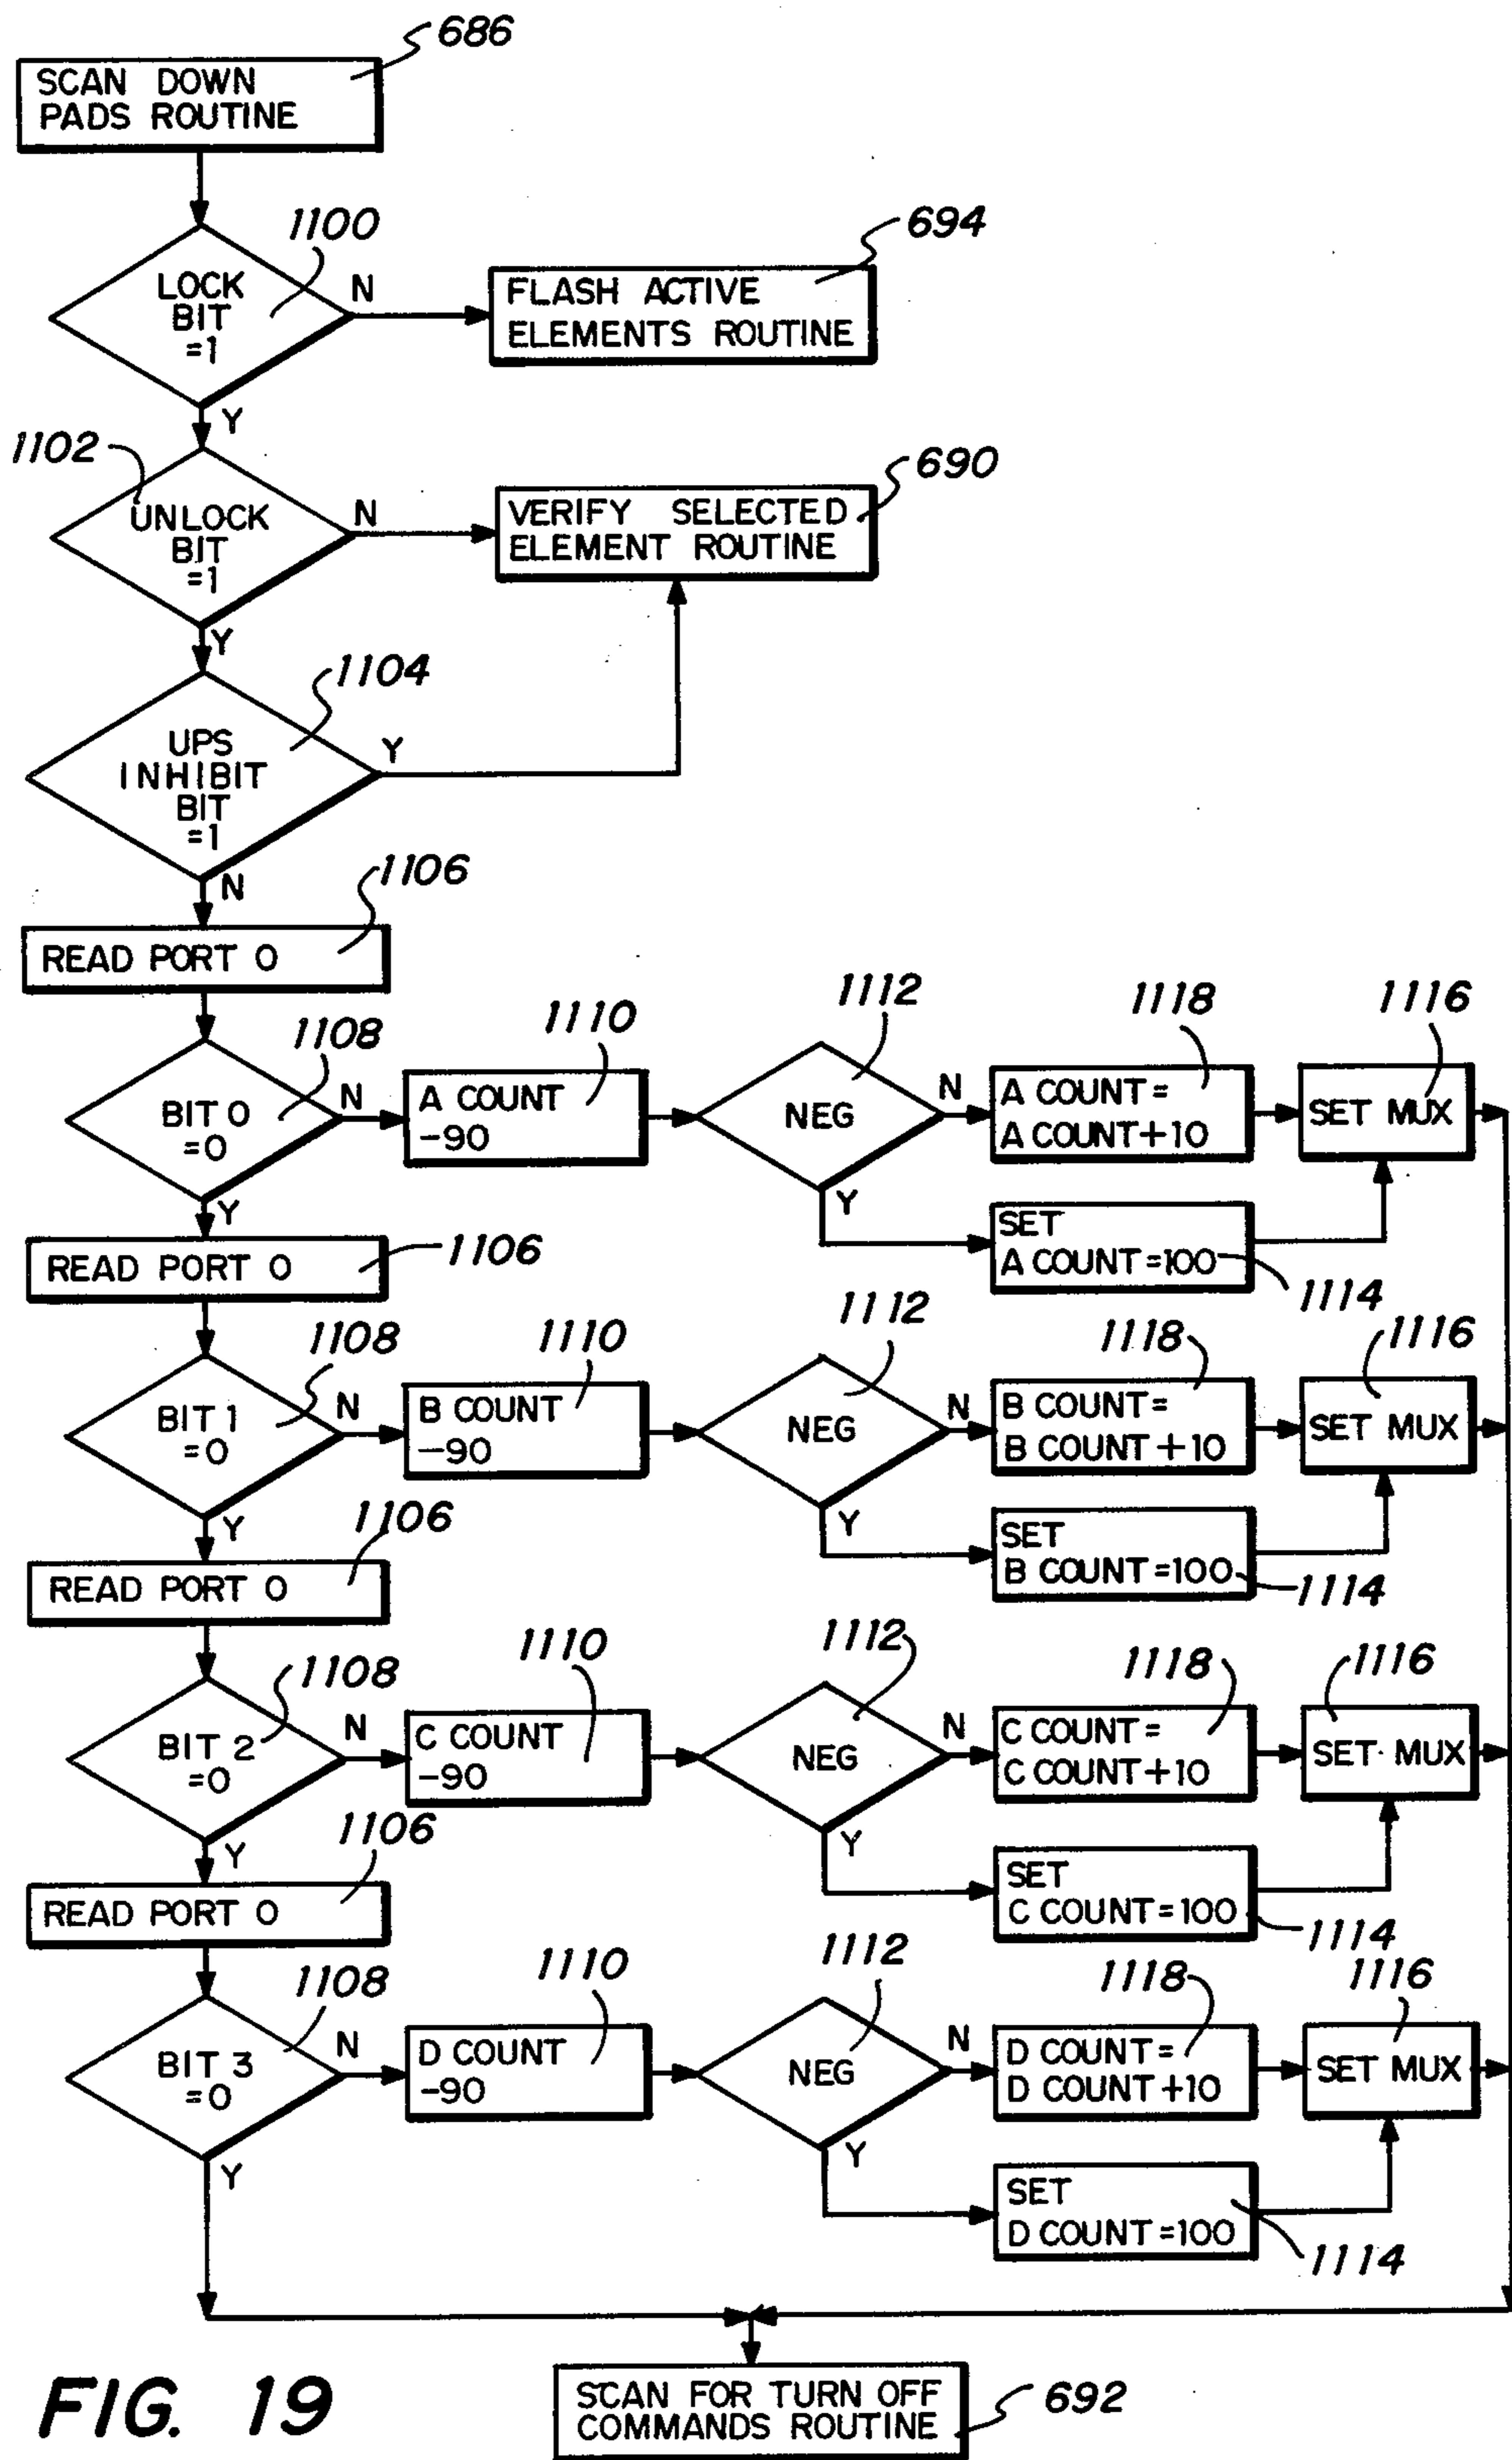 686
SCAN DOWN
PADS ROUTINE
1100
LOCK
BIT
=1
N
Y
694
FLASH ACTIVE
ELEMENTS ROUTINE
1102
UNLOCK
BIT
=1
N
Y
690
VERIFY SELECTED
ELEMENT ROUTINE
1104
UPS
INHIBIT
BIT
=1
Y
N
1106
READ PORT 0
1108
BIT 0
=0
N
Y
1110
A COUNT
-90
1112
NEG
N
Y
1118
A COUNT=
A COUNT+10
1116
SET MUX
SET
A COUNT=100
1114
READ PORT 0
1106
1108
BIT 1
=0
N
Y
1110
B COUNT
-90
1112
NEG
N
Y
1118
B COUNT=
B COUNT+10
1116
SET MUX
SET
B COUNT=100
1114
1106
READ PORT 0
1108
BIT 2
=0
N
Y
1110
C COUNT
-90
1112
NEG
N
Y
1118
C COUNT=
C COUNT+10
1116
SET MUX
SET
C COUNT=100
1114
1106
READ PORT 0
1108
BIT 3
=0
N
Y
1110
D COUNT
-90
1112
NEG
N
Y
1118
D COUNT=
D COUNT+10
1116
SET MUX
SET
D COUNT=100
1114
SCAN FOR TURN OFF
COMMANDS ROUTINE
692
FIG. 19